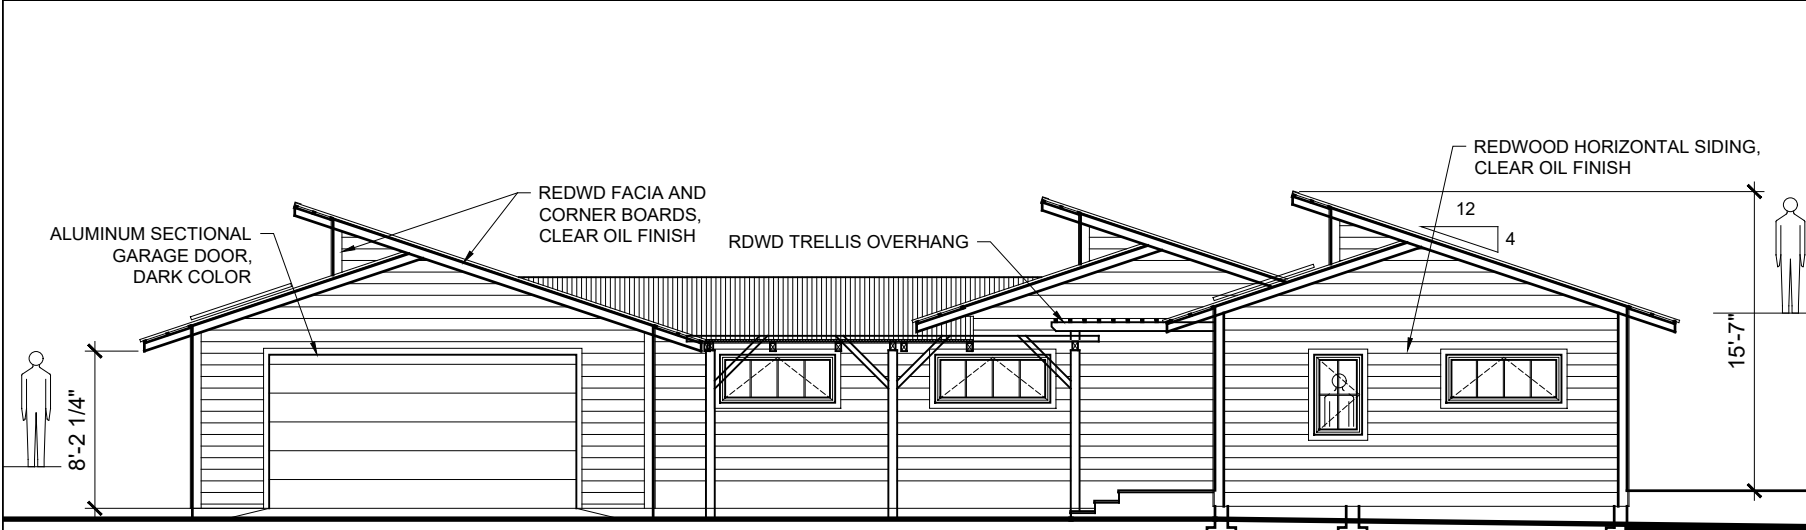 ALUMINUM SECTIONAL
GARAGE DOOR,
DARK COLOR
REDWD FACIA AND
CORNER BOARDS,
CLEAR OIL FINISH
RDWD TRELLIS OVERHANG
REDWOOD HORIZONTAL SIDING,
CLEAR OIL FINISH
12
4
8'-2 1/4"
15'-7"